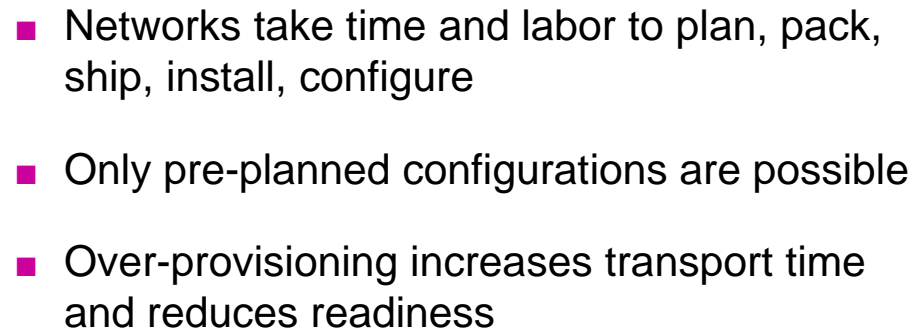 ■ Networks take time and labor to plan, pack,
ship, install, configure
■ Only pre-planned configurations are possible
■ Over-provisioning increases transport time
and reduces readiness